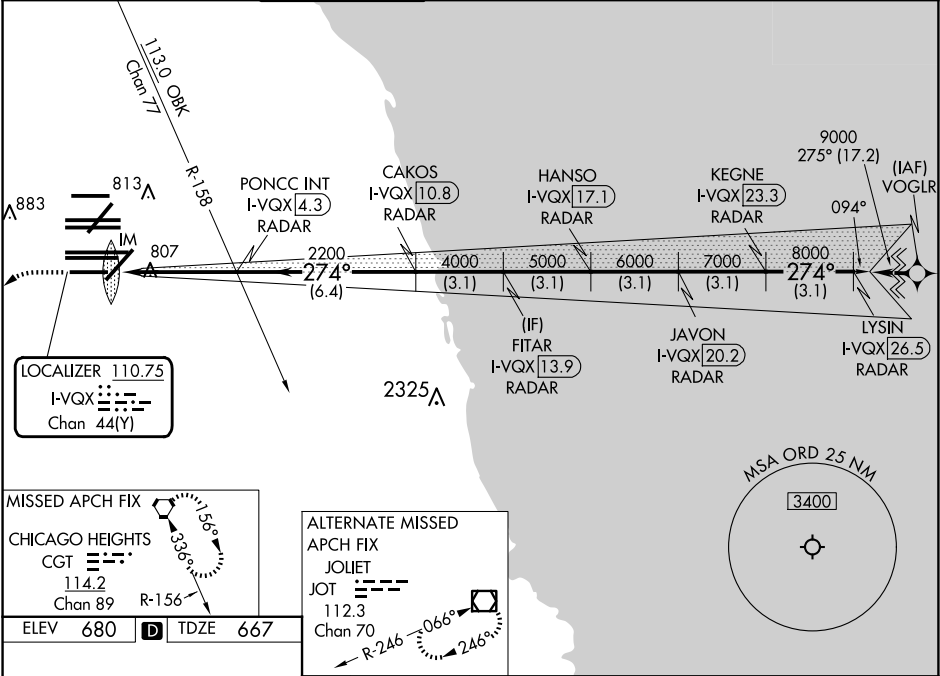 113.0 OBK
Chan 77
R-158
9000
275° (17.2)
(IAF)
VOGLR
094°
813
883
IM
807
PONCC INT
I-VQX 4.3
RADAR
CAKOS
I-VQX 10.8
RADAR
HANSO
I-VQX 17.1
RADAR
KEGNE
I-VQX 23.3
RADAR
2200
274°
(6.4)
4000
(3.1)
5000
(3.1)
6000
(3.1)
7000
(3.1)
8000
274°
(3.1)
(IF)
FITAR
I-VQX 13.9
RADAR
JAVON
I-VQX 20.2
RADAR
LYSIN
I-VQX 26.5
RADAR
LOCALIZER 110.75
I-VQX
Chan 44(Y)
2325
MSA ORD 25 NM
3400
MISSED APCH FIX
CHICAGO HEIGHTS
CGT
114.2
Chan 89
156°
336°
R-156
ALTERNATE MISSED
APCH FIX
JOLIET
JOT
112.3
Chan 70
R-246
066°
246°
ELEV 680 D TDZE 667